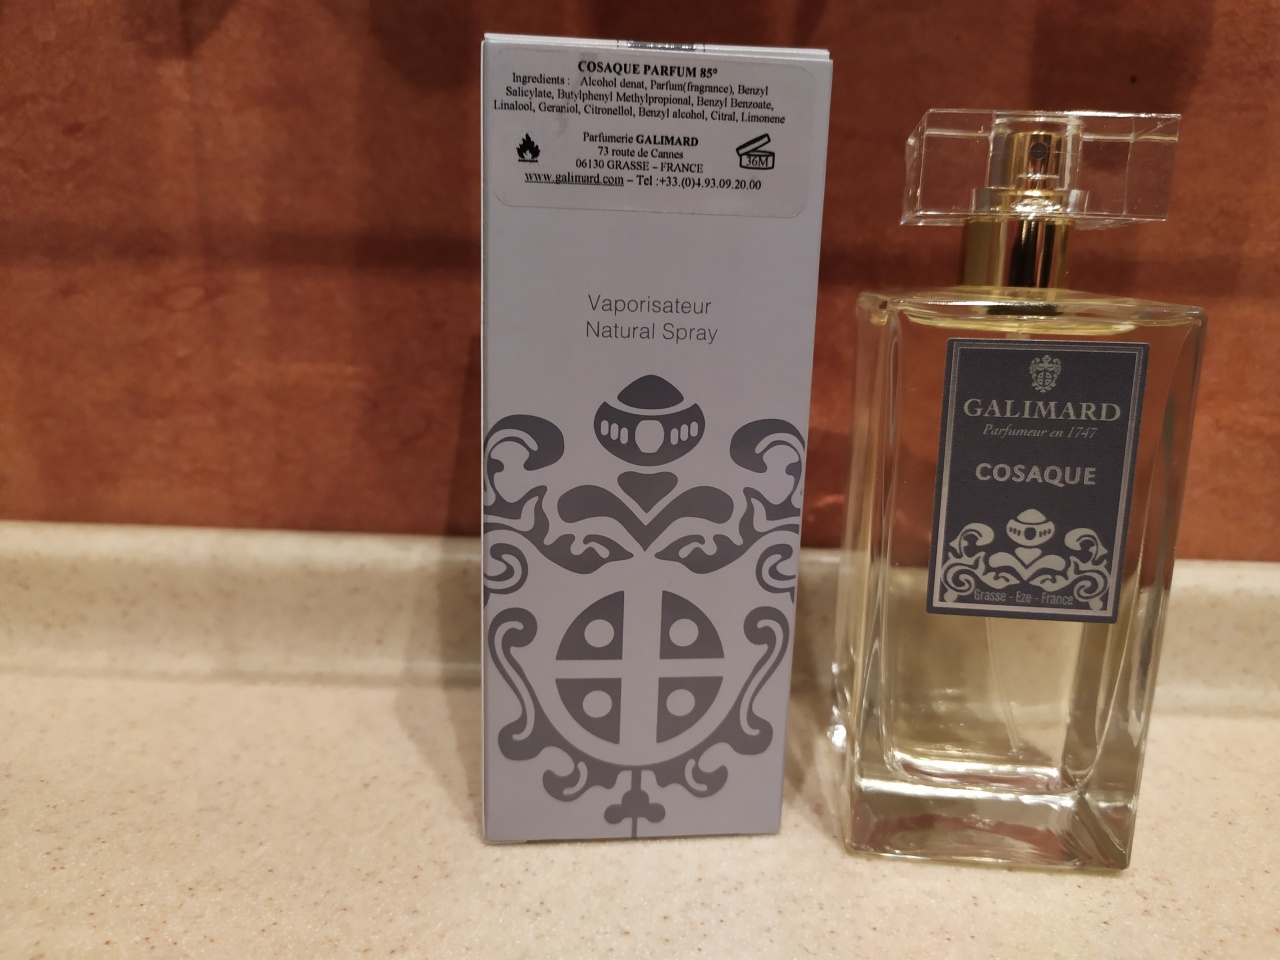 COSAQUE PARFUM 85°
Ingredients : Alcohol denat, Parfum(fragrance), Benzyl
Salicylate, Butylphenyl Methylpropional, Benzyl Benzoate,
Linalool, Geraniol, Citronellol, Benzyl alcohol, Citral, Limonene
Parfumerie GALIMARD
73 route de Cannes
06130 GRASSE – FRANCE
www.galimard.com – Tel :+33.(0)4.93.09.20.00
36M
Vaporisateur
Natural Spray
GALIMARD
Parfumeur en 1747
COSAQUE
Grasse - Eze - France